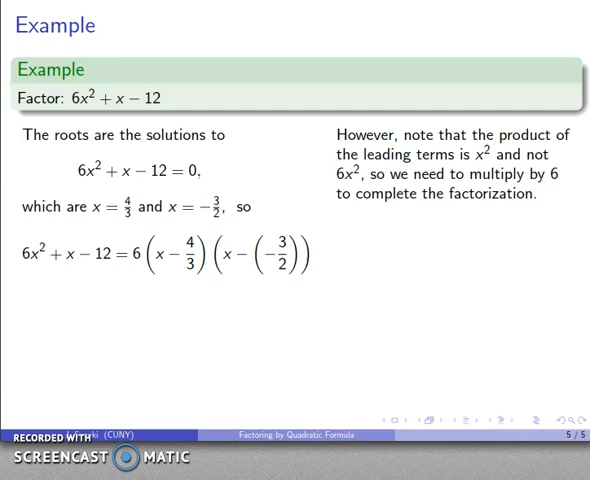 Example
Example
Factor: 6x² + x − 12
The roots are the solutions to
6x² + x − 12 = 0,
which are x = 4/3 and x = −3/2, so
6x² + x − 12 = 6 (x − 4/3) (x − (−3/2))
However, note that the product of
the leading terms is x² and not
6x², so we need to multiply by 6
to complete the factorization.
(CUNY)
Factoring by Quadratic Formula
5 / 5
RECORDED WITH
SCREENCAST MATIC